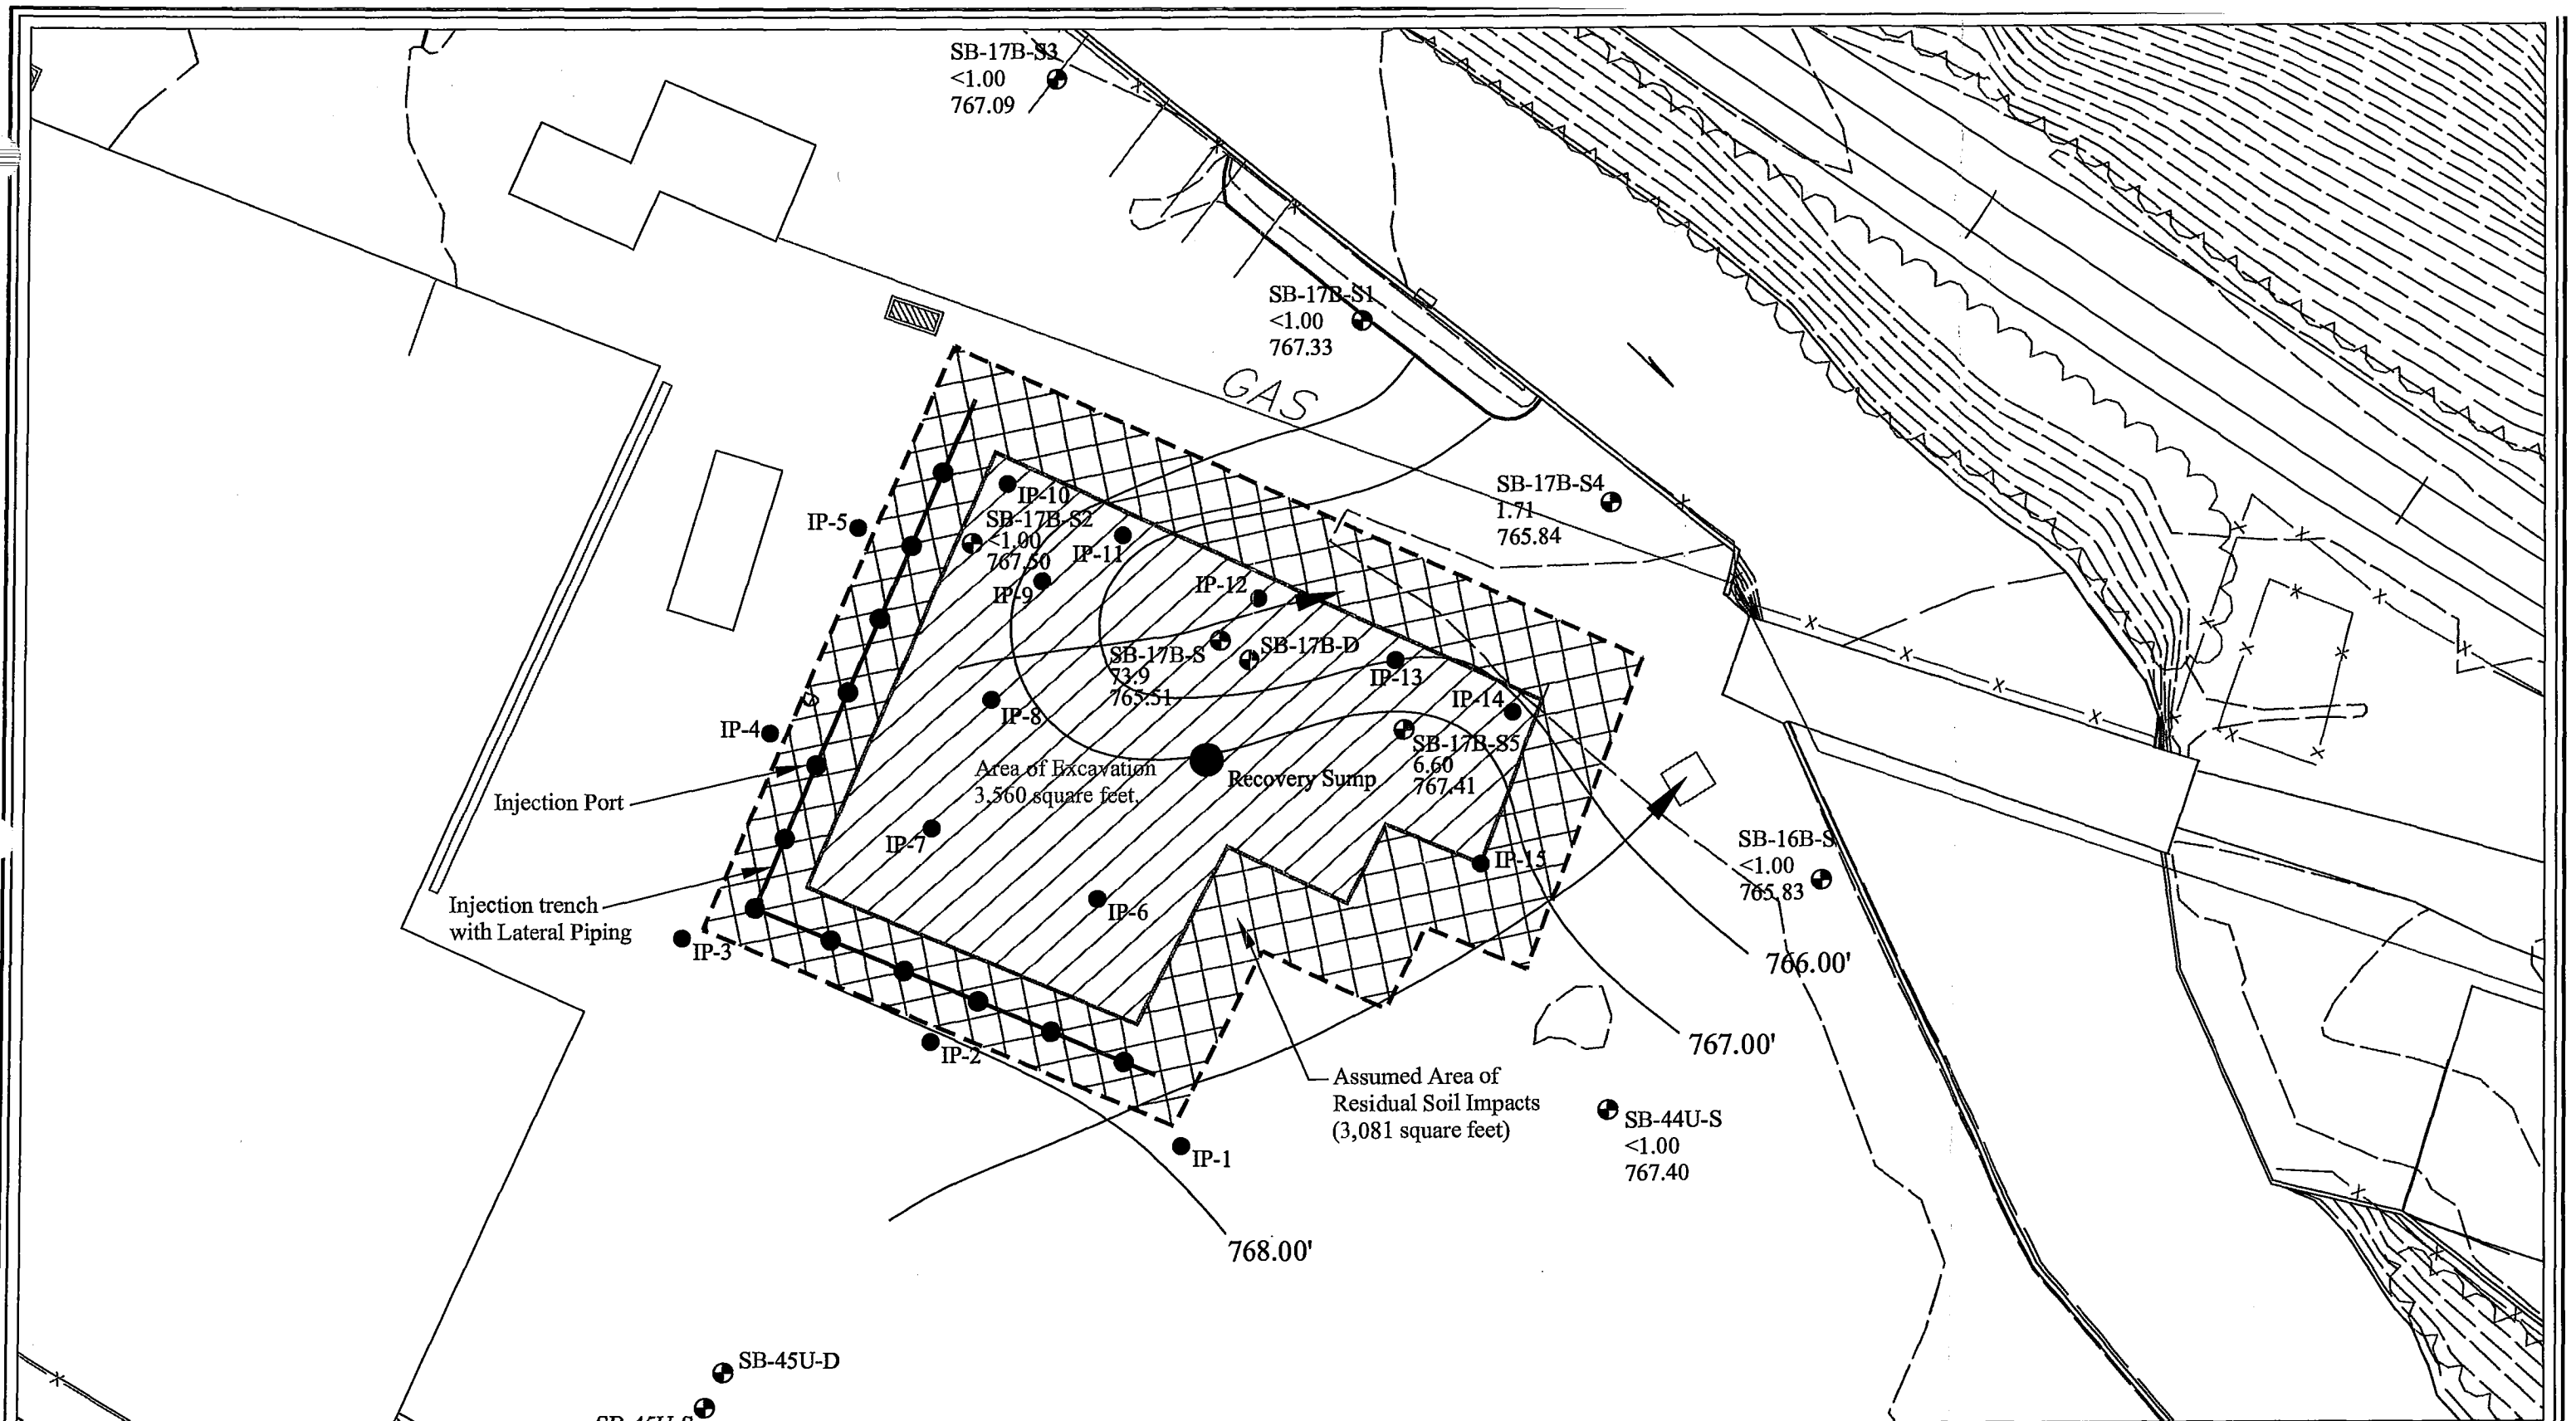 SB-17B-S3
<1.00
767.09
SB-17B-S1
<1.00
767.33
GAS
SB-17B-S4
1.71
765.84
IP-10
SB-17B-S2
<1.00
767.50
IP-5
IP-11
IP-9
IP-12
SB-17B-S
73.9
765.51
SB-17B-D
IP-13
IP-14
IP-8
IP-4
SB-17B-S5
6.60
767.41
Area of Excavation
3,560 square feet,
Recovery Sump
Injection Port
IP-7
IP-15
SB-16B-S
<1.00
765.83
Injection trench
with Lateral Piping
IP-6
IP-3
766.00'
IP-2
767.00'
Assumed Area of
Residual Soil Impacts
(3,081 square feet)
SB-44U-S
<1.00
767.40
IP-1
768.00'
SB-45U-D
SB-45U-S